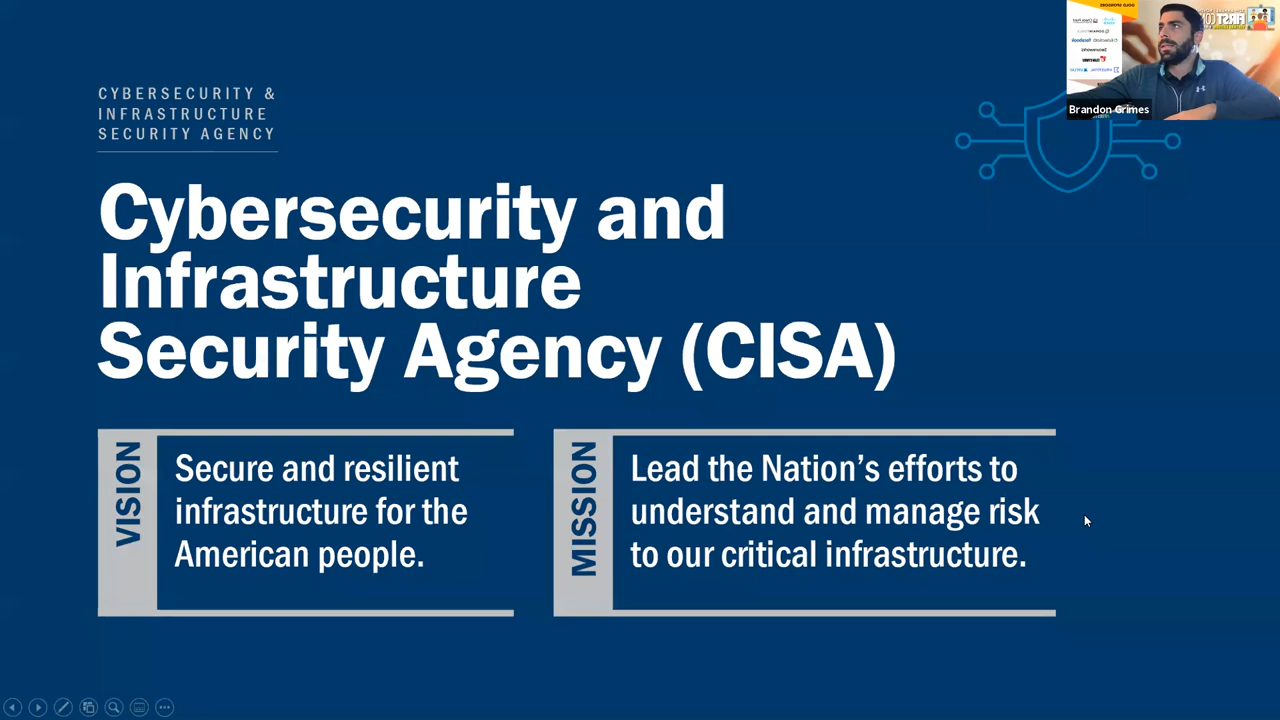 CYBERSECURITY &
INFRASTRUCTURE
SECURITY AGENCY
Cybersecurity and
Infrastructure
Security Agency (CISA)
VISION
Secure and resilient
infrastructure for the
American people.
MISSION
Lead the Nation’s efforts to
understand and manage risk
to our critical infrastructure.
Brandon Grimes